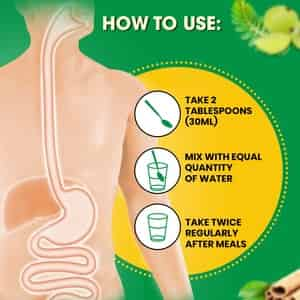 HOW TO USE:
TAKE 2
TABLESPOONS
(30ML)
MIX WITH EQUAL
QUANTITY
OF WATER
TAKE TWICE
REGULARLY
AFTER MEALS